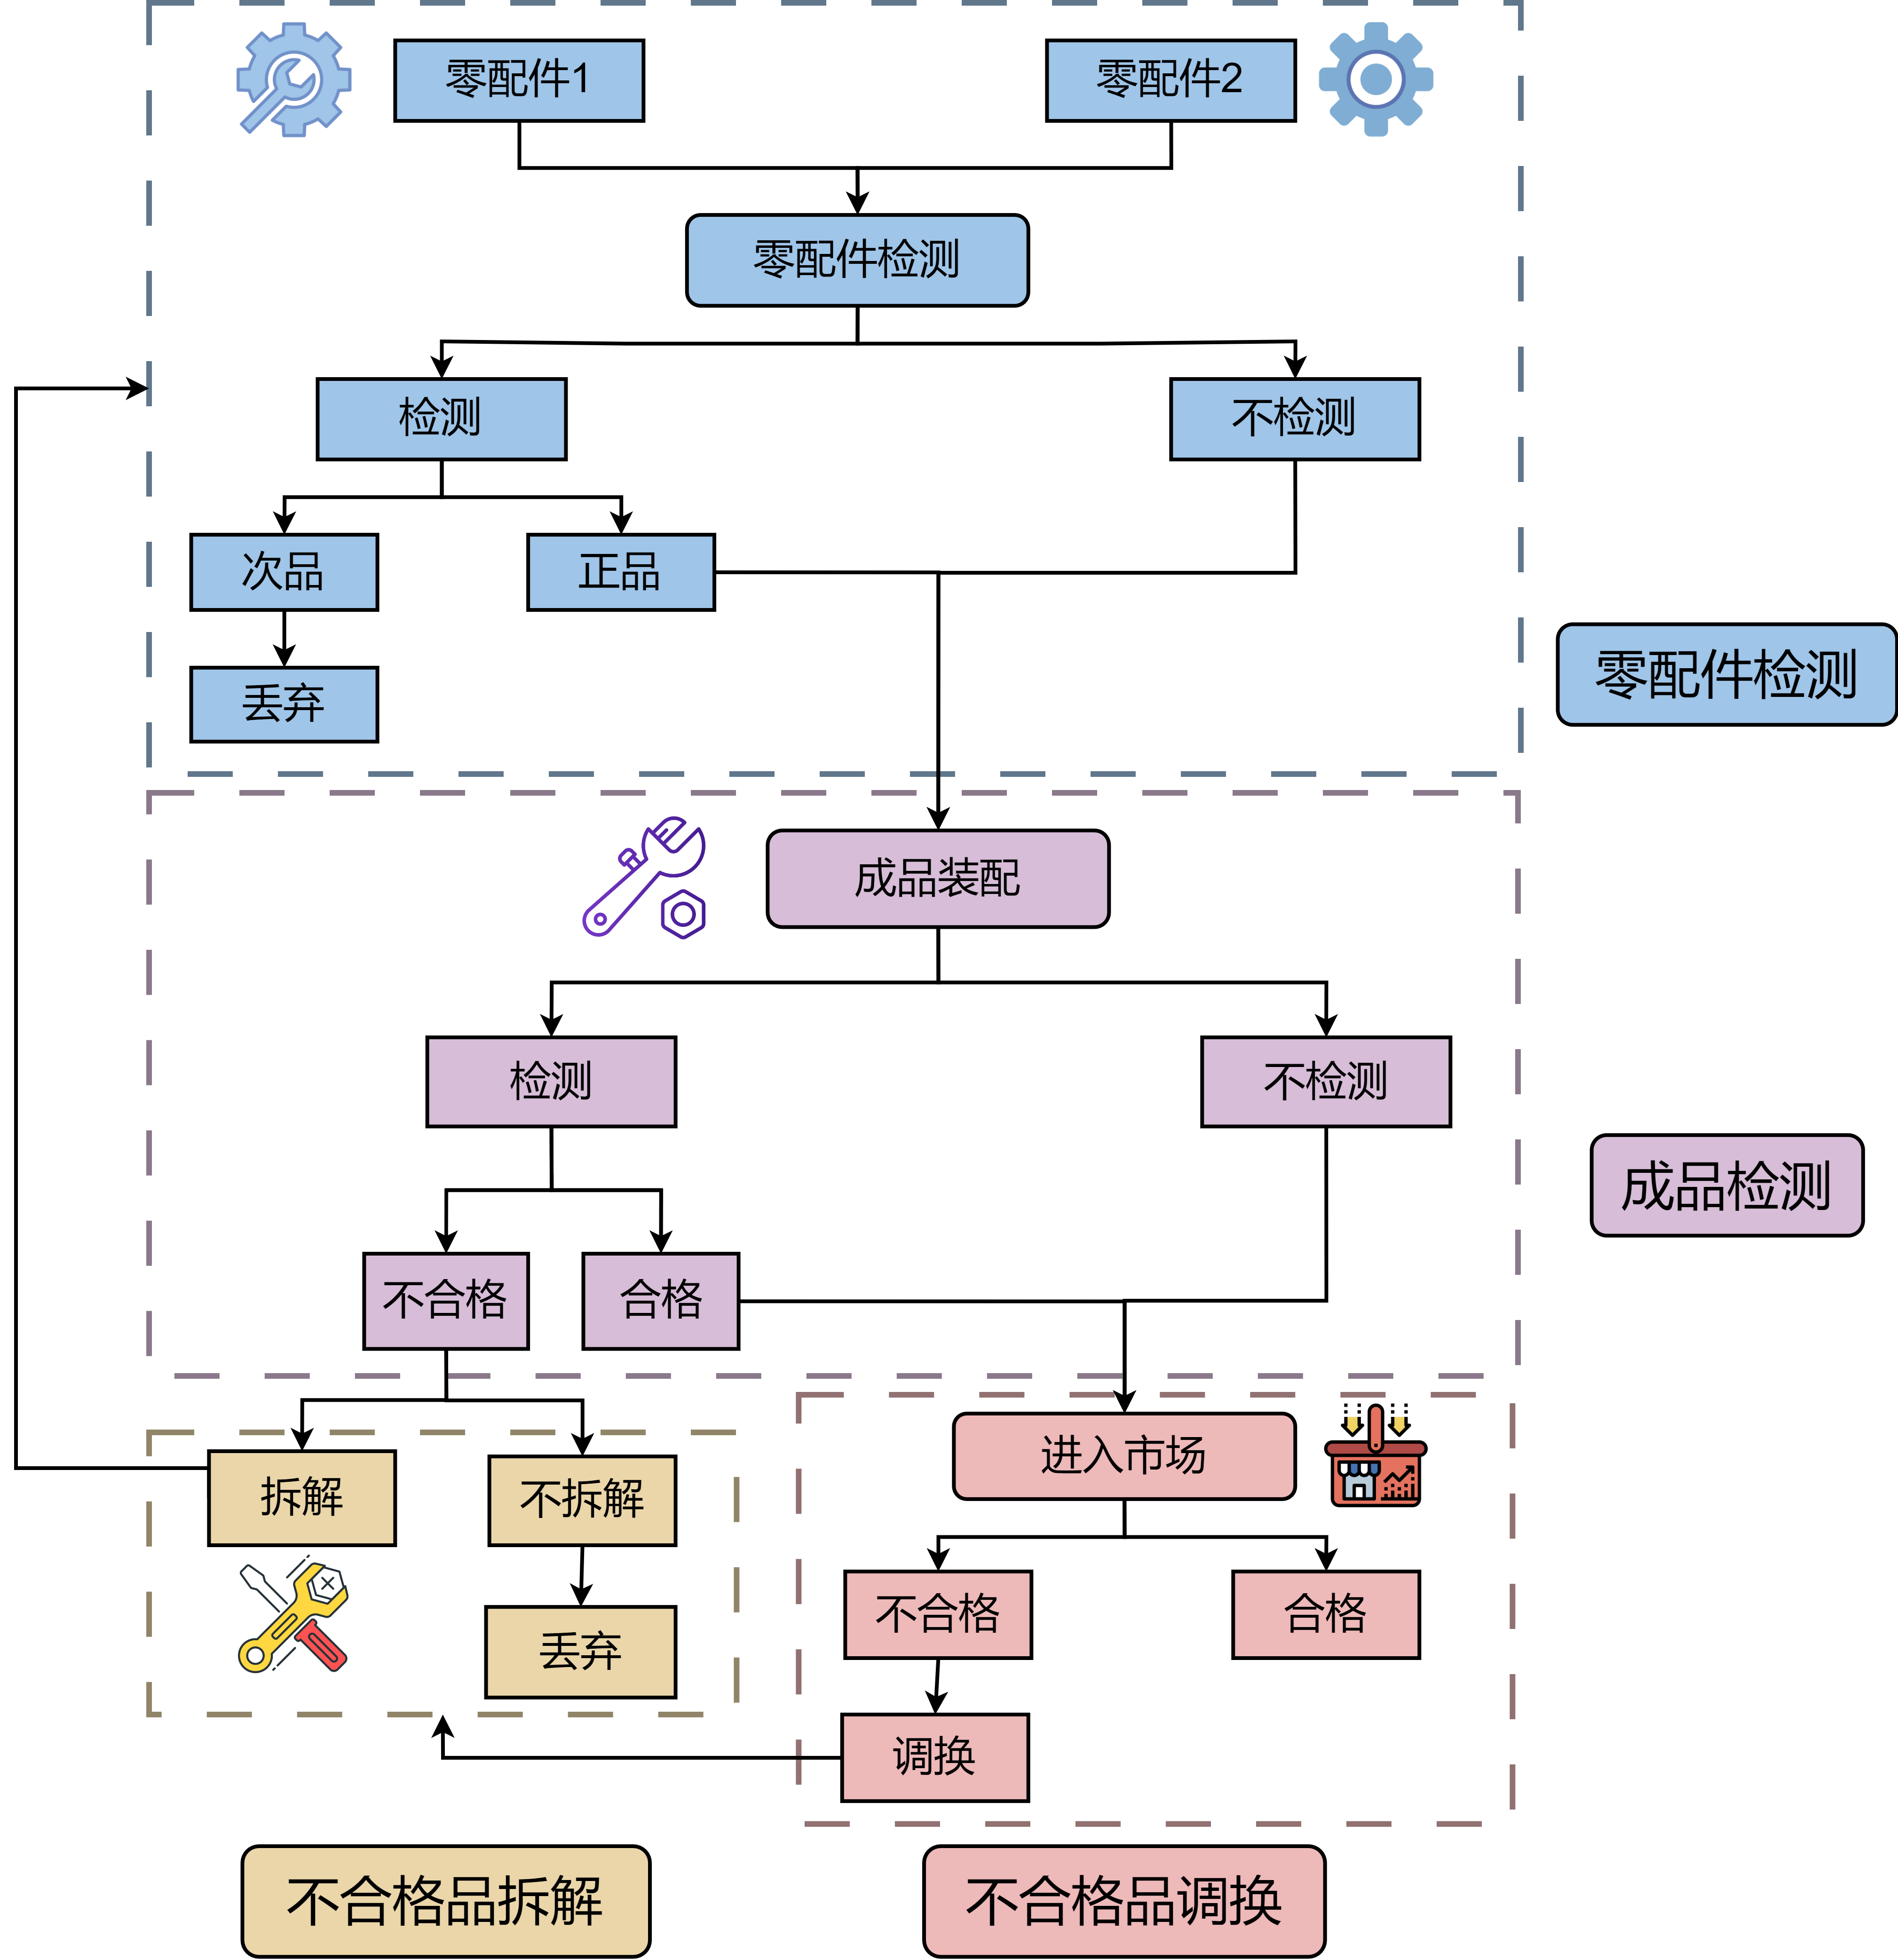 零配件1
零配件2
零配件检测
检测
不检测
次品
正品
丢弃
零配件检测
成品装配
检测
不检测
成品检测
不合格
合格
进入市场
拆解
不拆解
不合格
合格
丢弃
调换
不合格品拆解
不合格品调换